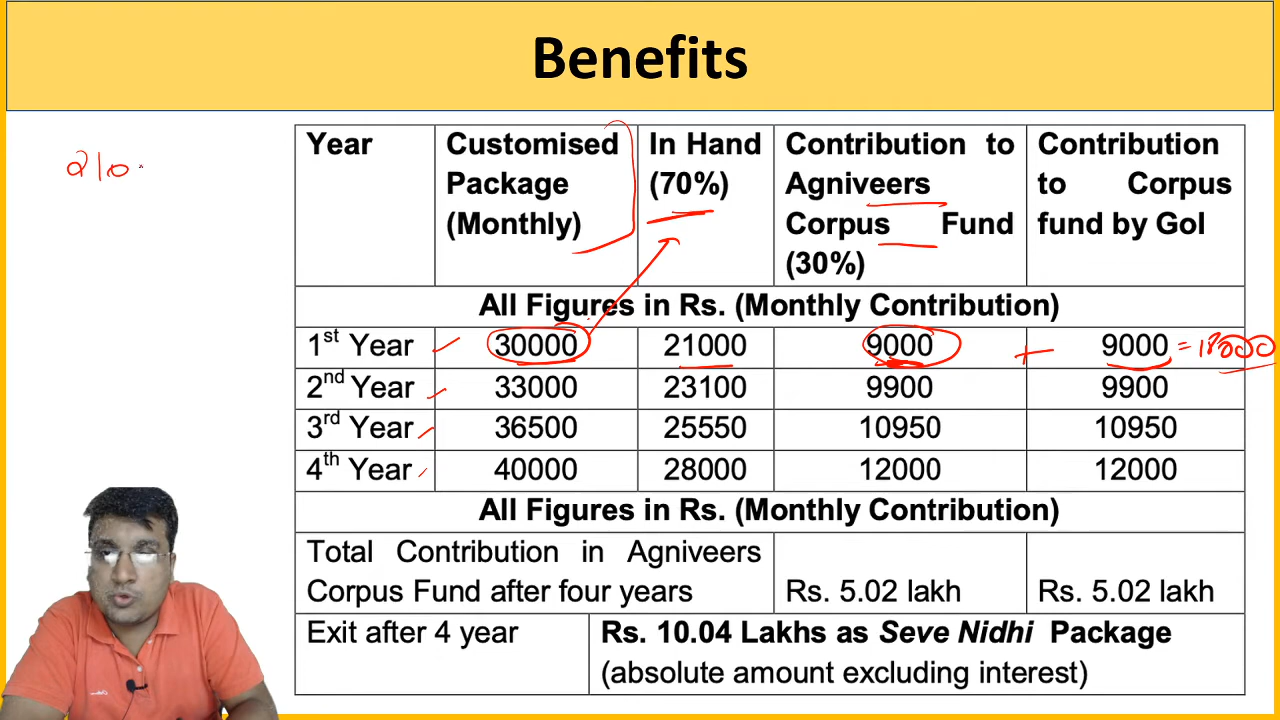 Benefits
210
Year Customised Package (Monthly) In Hand (70%) Contribution to Agniveers Corpus Fund (30%) Contribution to Corpus fund by GoI
All Figures in Rs. (Monthly Contribution)
1st Year 30000 21000 9000 + 9000 = 18000
2nd Year 33000 23100 9900 9900
3rd Year 36500 25550 10950 10950
4th Year 40000 28000 12000 12000
All Figures in Rs. (Monthly Contribution)
Total Contribution in Agniveers
Corpus Fund after four years Rs. 5.02 lakh Rs. 5.02 lakh
Exit after 4 year Rs. 10.04 Lakhs as Seve Nidhi Package
(absolute amount excluding interest)